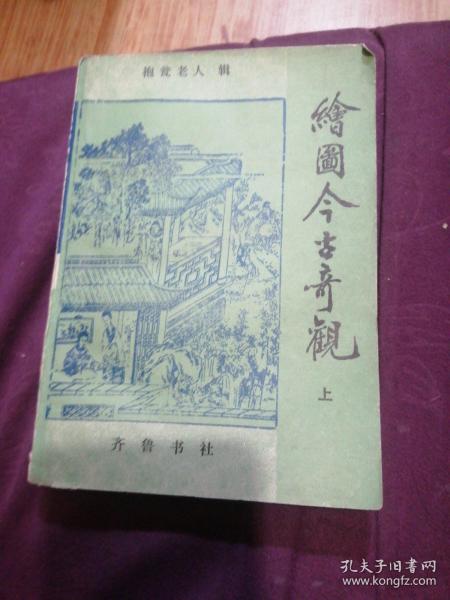 抱瓮老人 辑
繪圖今古奇觀
上
齐鲁书社
孔夫子旧书网
www.kongfz.com